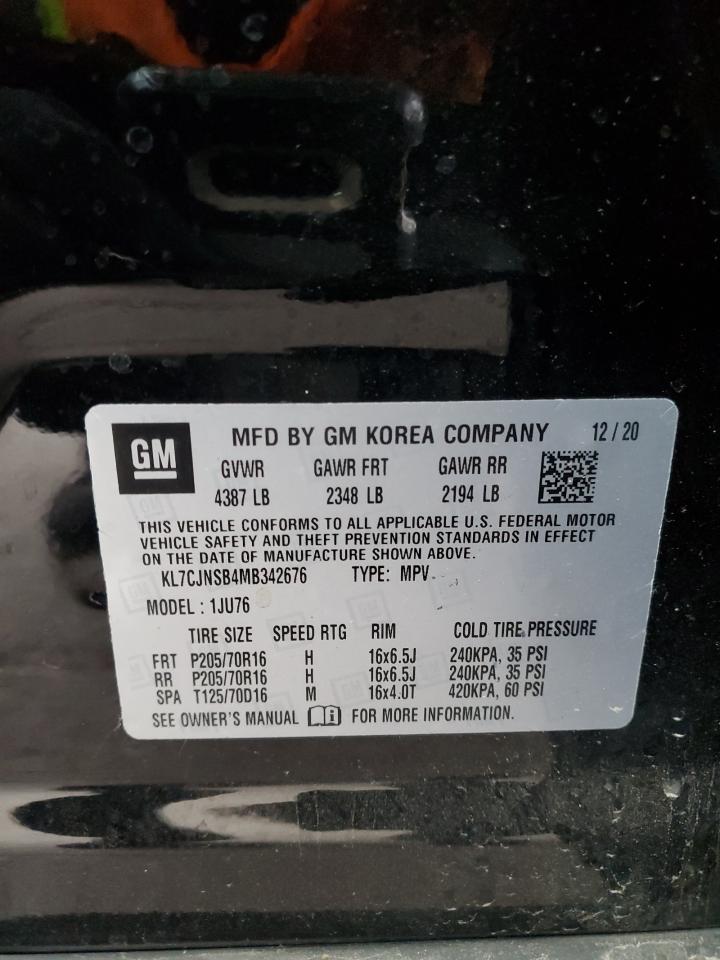 GM MFD BY GM KOREA COMPANY 12 / 20
GVWR GAWR FRT GAWR RR
4387 LB 2348 LB 2194 LB
THIS VEHICLE CONFORMS TO ALL APPLICABLE U.S. FEDERAL MOTOR
VEHICLE SAFETY AND THEFT PREVENTION STANDARDS IN EFFECT
ON THE DATE OF MANUFACTURE SHOWN ABOVE.
KL7CJNSB4MB342676 TYPE: MPV
MODEL : 1JU76
TIRE SIZE SPEED RTG RIM COLD TIRE PRESSURE
FRT P205/70R16 H 16x6.5J 240KPA, 35 PSI
RR P205/70R16 H 16x6.5J 240KPA, 35 PSI
SPA T125/70D16 M 16x4.0T 420KPA, 60 PSI
SEE OWNER'S MANUAL i FOR MORE INFORMATION.